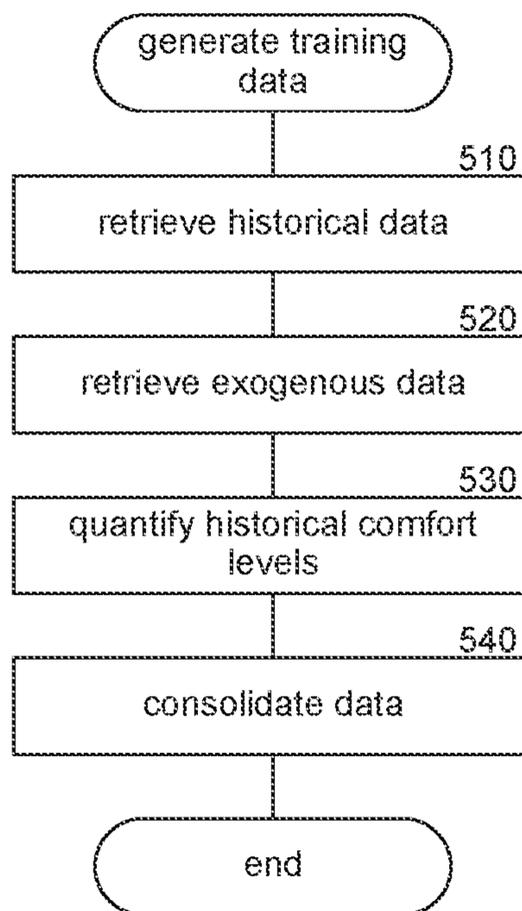 generate training
data
510
retrieve historical data
520
retrieve exogenous data
530
quantify historical comfort
levels
540
consolidate data
end